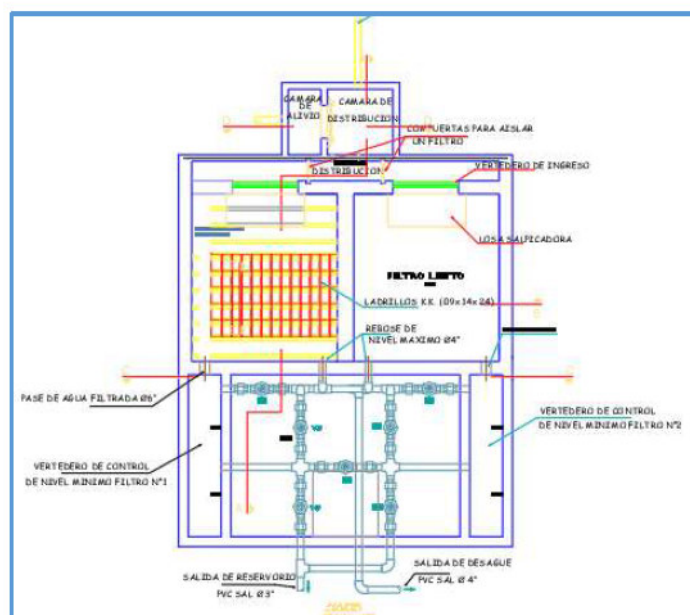 CAMARA
DE
ALIVIO
CAMARA DE
DISTRIBUCION
COMPUERTAS PARA AISLAR
UN FILTRO
DISTRIBUCION
VERTEDERO DE INGRESO
LOSA SALPICADORA
FILTRO LENTO
LADRILLOS KK (09x14x24)
REBOSE DE
NIVEL MAXIMO Ø4"
PASE DE AGUA FILTRADA Ø6"
VERTEDERO DE CONTROL
DE NIVEL MINIMO FILTRO N°2
VERTEDERO DE CONTROL
DE NIVEL MINIMO FILTRO N°1
SALIDA DE RESERVORIO
PVC SAL Ø 3"
SALIDA DE DESAGUE
PVC SAL Ø 4"